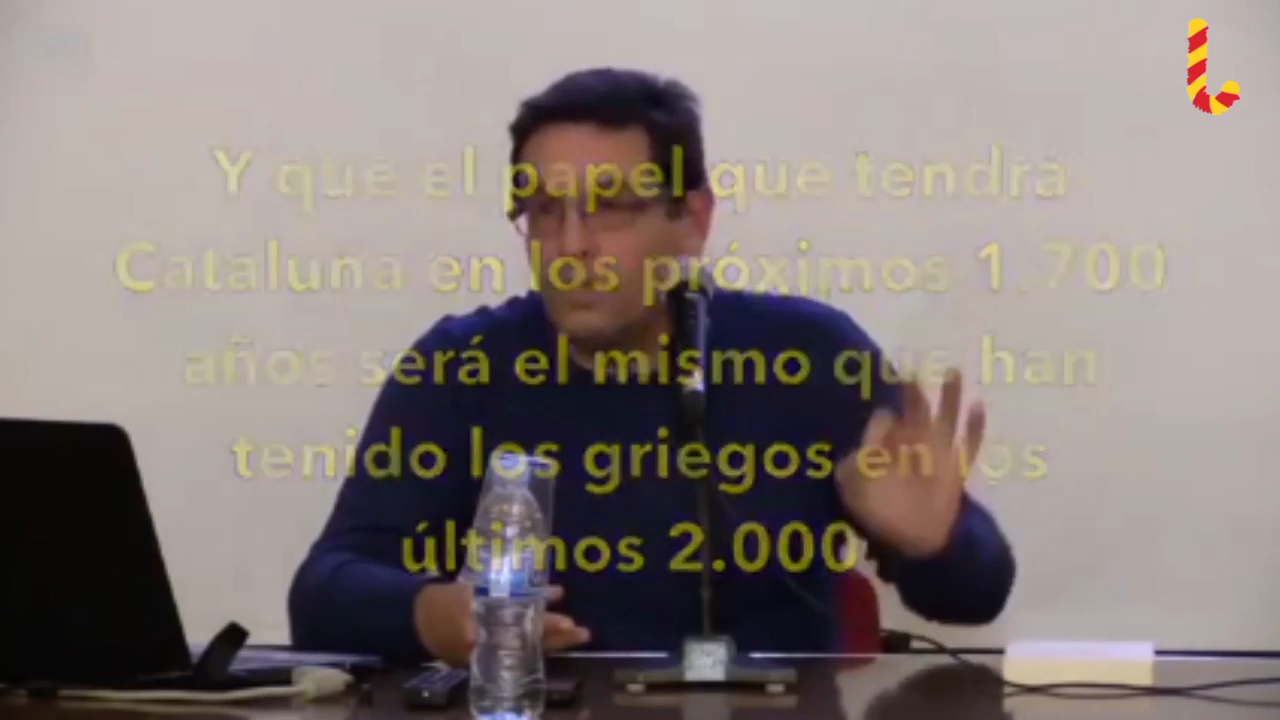 Y que el papel que tendrá
Cataluña en los próximos 1.700
años será el mismo que han
tenido los griegos en los
últimos 2.000